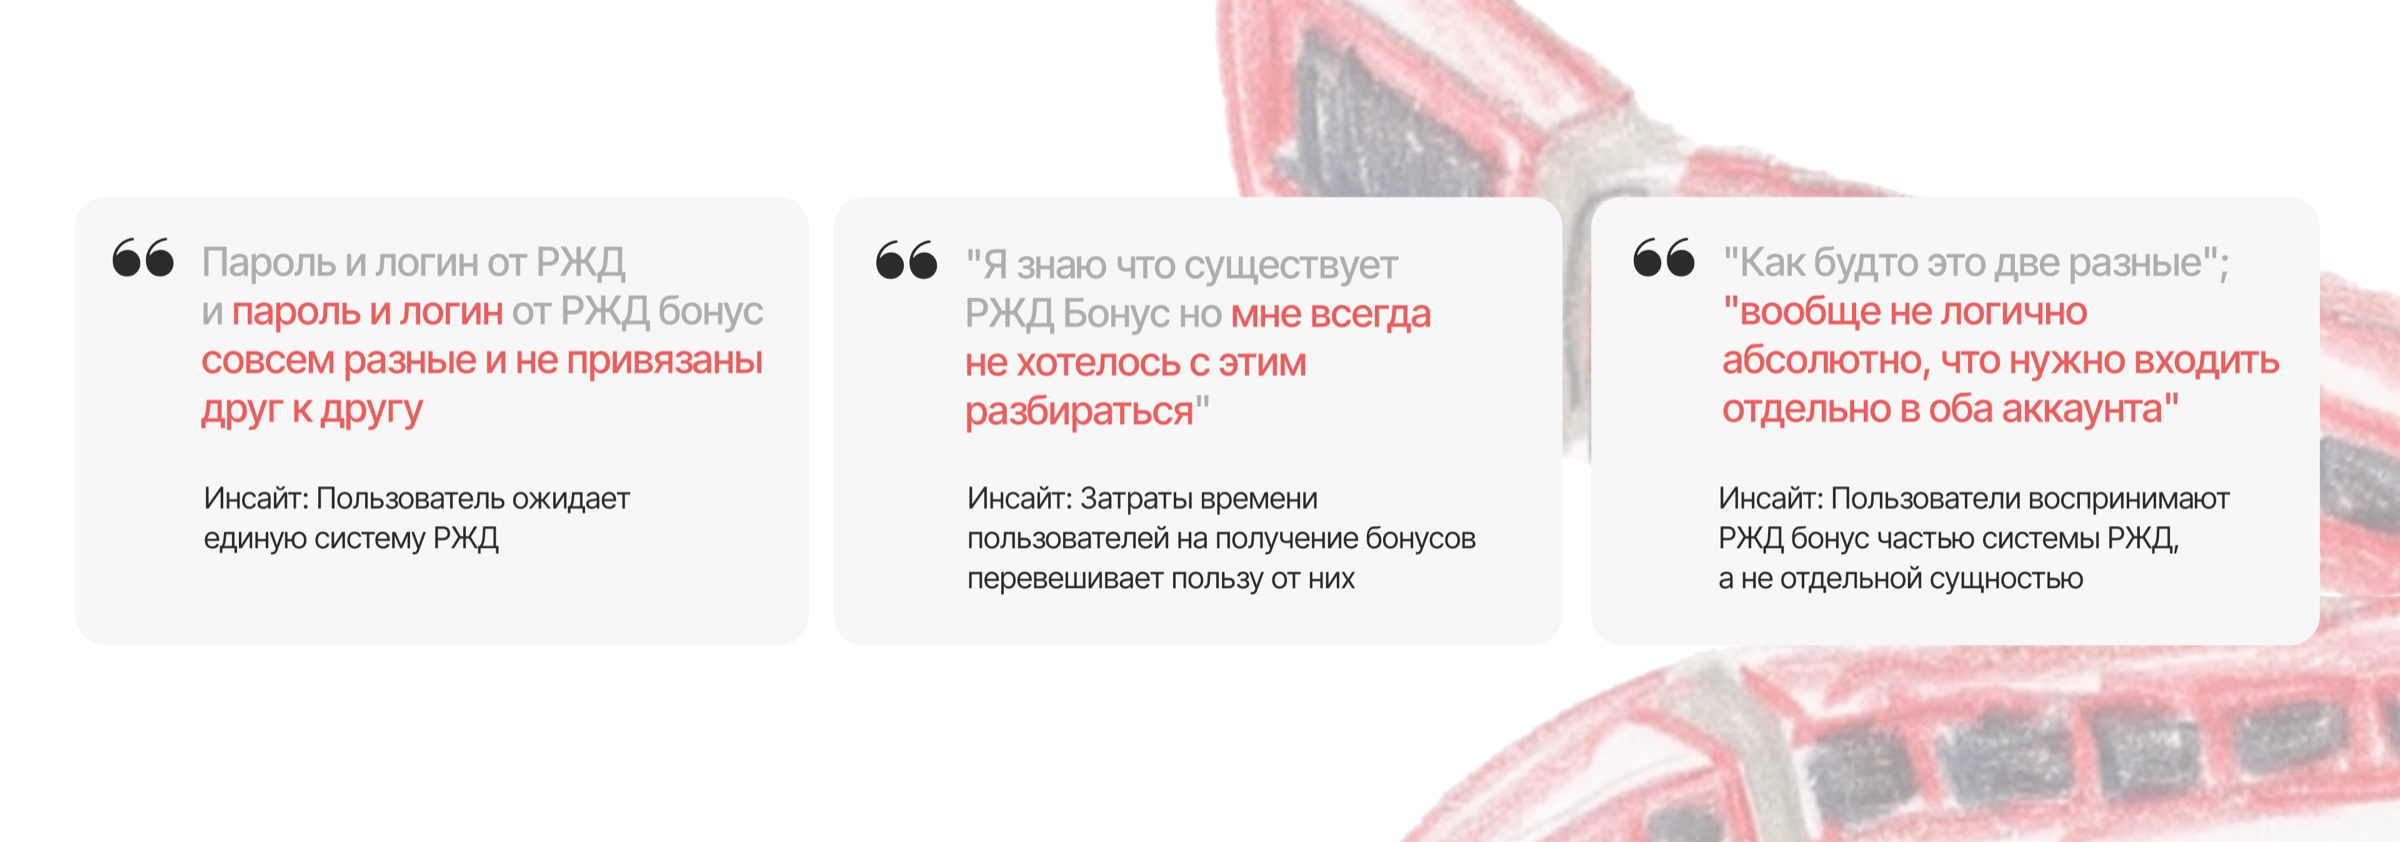 Пароль и логин от РЖД
и пароль и логин от РЖД бонус
совсем разные и не привязаны
друг к другу
Инсайт: Пользователь ожидает
единую систему РЖД
"Я знаю что существует
РЖД Бонус но мне всегда
не хотелось с этим
разбираться"
Инсайт: Затраты времени
пользователей на получение бонусов
перевешивает пользу от них
"Как будто это две разные";
"вообще не логично
абсолютно, что нужно входить
отдельно в оба аккаунта"
Инсайт: Пользователи воспринимают
РЖД бонус частью системы РЖД,
а не отдельной сущностью